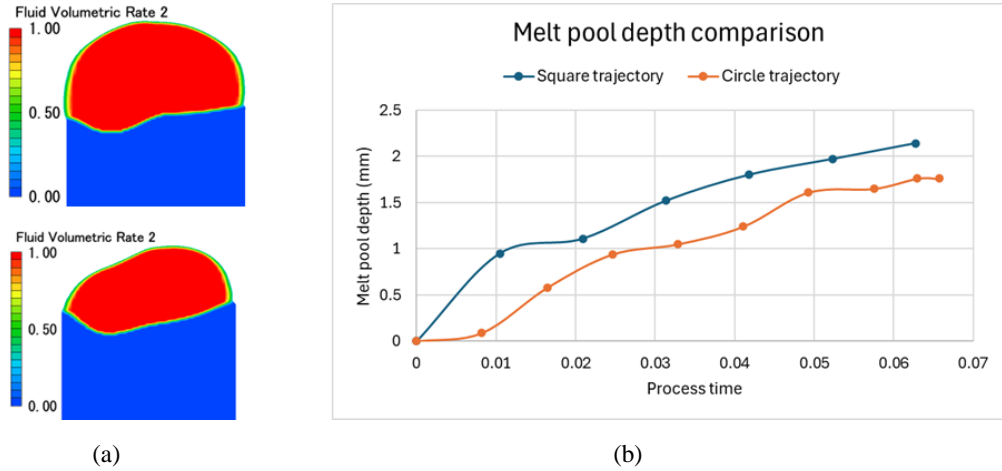 Fluid Volumetric Rate 2
1.00
0.50
0.00
Fluid Volumetric Rate 2
1.00
0.50
0.00
(a)
Melt pool depth comparison
Square trajectory Circle trajectory
Melt pool depth (mm)
2.5
2
1.5
1
0.5
0
0 0.01 0.02 0.03 0.04 0.05 0.06 0.07
Process time
(b)